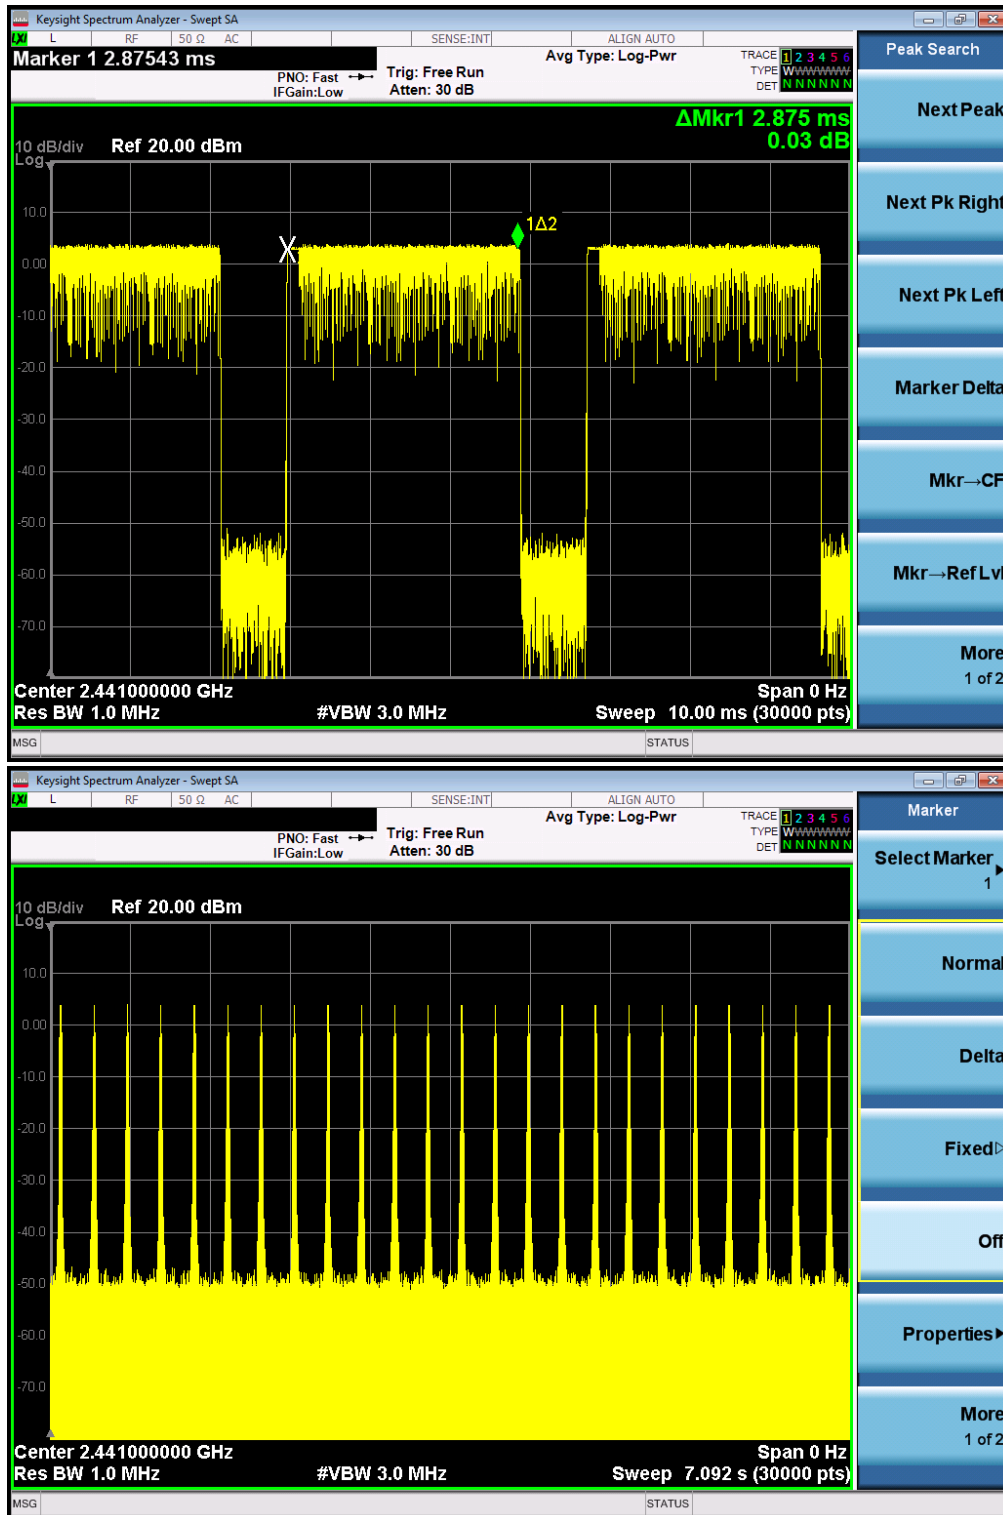 Keysight Spectrum Analyzer - Swept SA
LXI L RF 50 Ω AC SENSE:INT ALIGN AUTO
Marker 1 2.87543 ms
PNO: Fast
IFGain:Low
Trig: Free Run
Atten: 30 dB
Avg Type: Log-Pwr
TRACE 1 2 3 4 5 6
TYPE WWWWWW
DET N N N N N N
ΔMkr1 2.875 ms
0.03 dB
10 dB/div Ref 20.00 dBm
Log
10.0
1Δ2
0.00
-10.0
-20.0
-30.0
-40.0
-50.0
-60.0
-70.0
Center 2.441000000 GHz Span 0 Hz
Res BW 1.0 MHz #VBW 3.0 MHz Sweep 10.00 ms (30000 pts)
MSG STATUS
Peak Search
Next Peak
Next Pk Right
Next Pk Left
Marker Delta
Mkr→CF
Mkr→Ref Lvl
More
1 of 2
Keysight Spectrum Analyzer - Swept SA
LXI L RF 50 Ω AC SENSE:INT ALIGN AUTO
PNO: Fast
IFGain:Low
Trig: Free Run
Atten: 30 dB
Avg Type: Log-Pwr
TRACE 1 2 3 4 5 6
TYPE WWWWWW
DET N N N N N N
10 dB/div Ref 20.00 dBm
Log
10.0
0.00
-10.0
-20.0
-30.0
-40.0
-50.0
-60.0
-70.0
Center 2.441000000 GHz Span 0 Hz
Res BW 1.0 MHz #VBW 3.0 MHz Sweep 7.092 s (30000 pts)
MSG STATUS
Marker
Select Marker
1
Normal
Delta
Fixed
Off
Properties
More
1 of 2